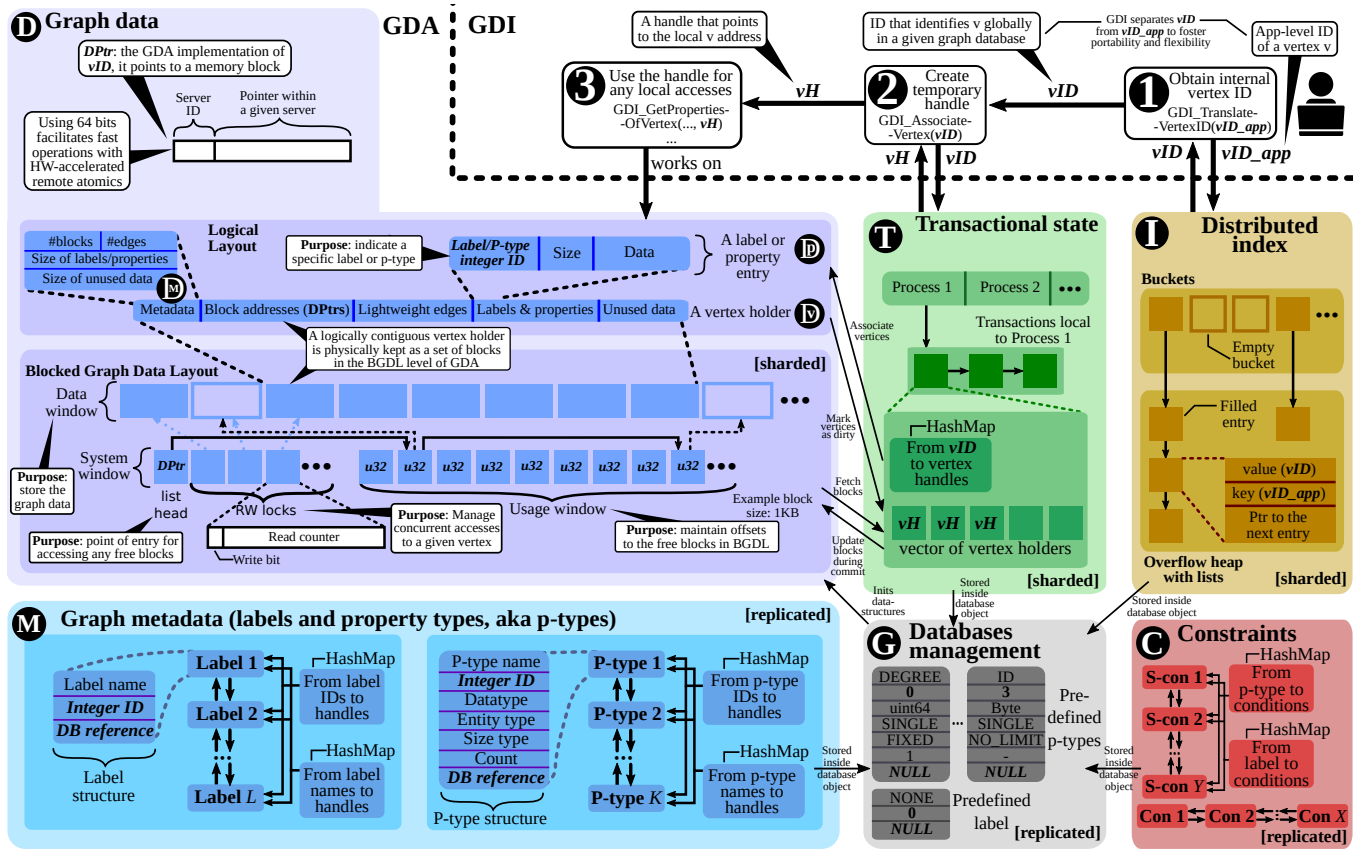 D Graph data
GDA
GDI
DPtr: the GDA implementation of
vID, it points to a memory block
Server
ID
Pointer within
a given server
Using 64 bits
facilitates fast
operations with
HW-accelerated
remote atomics
A handle that points
to the local v address
ID that identifies v globally
in a given graph database
GDI separates vID
from vID_app to foster
portability and flexibility
App-level ID
of a vertex v
3
Use the handle for
any local accesses
GDI_GetProperties-
-OfVertex(..., vH)
...
vH
2
Create
temporary
handle
GDI_Associate-
-Vertex(vID)
vID
1
Obtain internal
vertex ID
GDI_Translate-
-VertexID(vID_app)
works on
vH
vID
vID
vID_app
#blocks
#edges
Size of labels/properties
Size of unused data
DM
Logical
Layout
Purpose: indicate a
specific label or p-type
Label/P-type
integer ID
Size
Data
A label or
property
entry
DP
Metadata
Block addresses (DPtrs)
Lightweight edges
Labels & properties
Unused data
A vertex holder
DV
A logically contiguous vertex holder
is physically kept as a set of blocks
in the BGDL level of GDA
[sharded]
Blocked Graph Data Layout
Data
window
System
window
DPtr
u32
u32
u32
u32
u32
u32
u32
u32
u32
Purpose:
store the
graph data
list
head
RW locks
Usage window
Example block
size: 1KB
Purpose: point of entry for
accessing any free blocks
Read counter
Write bit
Purpose: Manage
concurrent accesses
to a given vertex
Purpose: maintain offsets
to the free blocks in BGDL
Associate
vertices
Mark
vertices
as dirty
Fetch
blocks
Update
blocks
during
commit
Inits
data-
structures
T Transactional state
Process 1
Process 2
Transactions local
to Process 1
HashMap
From vID
to vertex
handles
vH
vH
vH
vector of vertex holders
[sharded]
Stored
inside
database
object
I Distributed
index
Buckets
Empty
bucket
Filled
entry
value (vID)
key (vID_app)
Ptr to the
next entry
Overflow heap
with lists
[sharded]
Stored inside
database object
M Graph metadata (labels and property types, aka p-types)
[replicated]
Label name
Integer ID
DB reference
Label
structure
Label 1
Label 2
Label L
HashMap
From label
IDs to
handles
HashMap
From label
names to
handles
P-type name
Integer ID
Datatype
Entity type
Size type
Count
DB reference
P-type structure
P-type 1
P-type 2
P-type K
HashMap
From p-type
IDs to
handles
HashMap
From p-type
names to
handles
Stored
inside
database
object
G Databases
management
DEGREE
0
uint64
SINGLE
FIXED
1
NULL
...
ID
3
Byte
SINGLE
NO_LIMIT
-
NULL
Pre-
defined
p-types
NONE
0
NULL
Predefined
label
[replicated]
Stored
inside
database
object
C Constraints
S-con 1
S-con 2
S-con Y
HashMap
From
p-type to
conditions
HashMap
From
label to
conditions
Con 1
Con 2
Con X
[replicated]